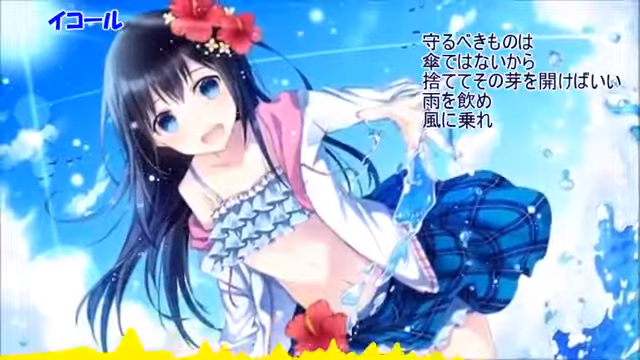 イコール
守るべきものは
傘ではないから
捨ててその芽を開けばいい
雨を飲め
風に乗れ